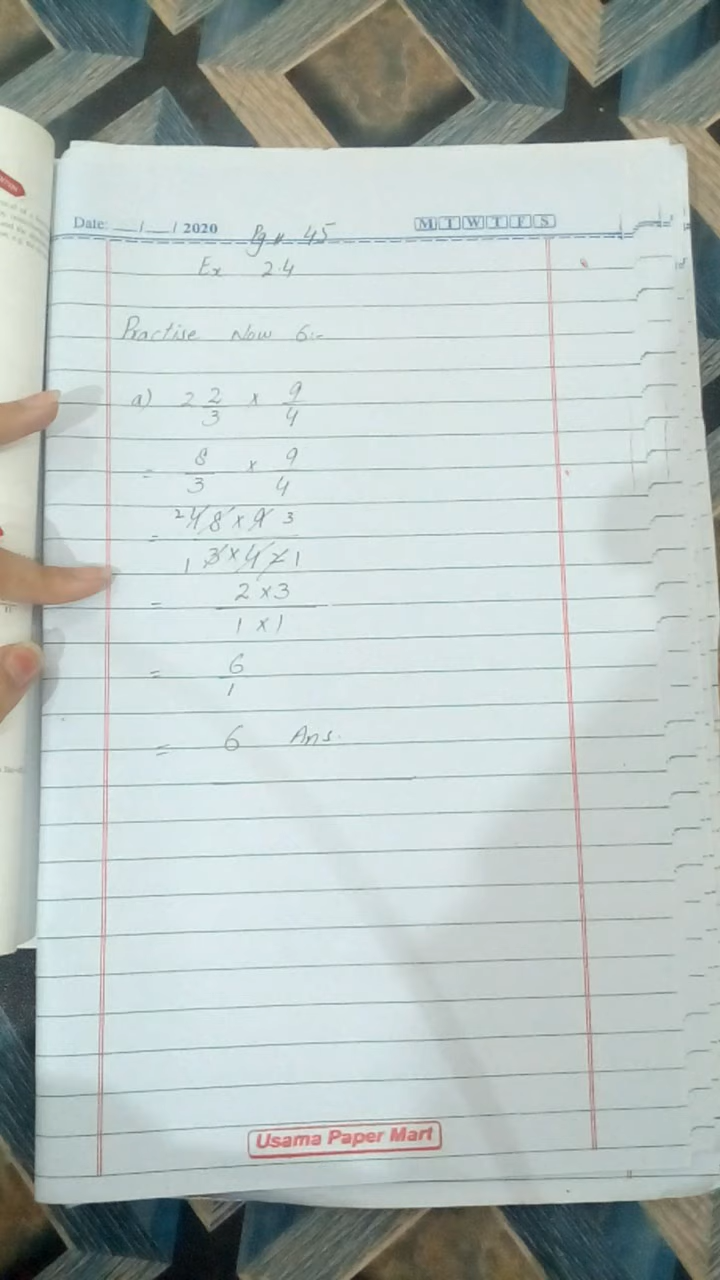 Date: __/__/ 2020 Pg # 45 M T W T F S
Ex 2.4
Practise Now 6:-
a) 2 2/3 × 9/4
= 8/3 × 9/4
= 2 4 8 × 9 3
1 3 × 4 2 1
= 2 × 3
1 × 1
= 6/1
= 6 Ans.
Usama Paper Mart